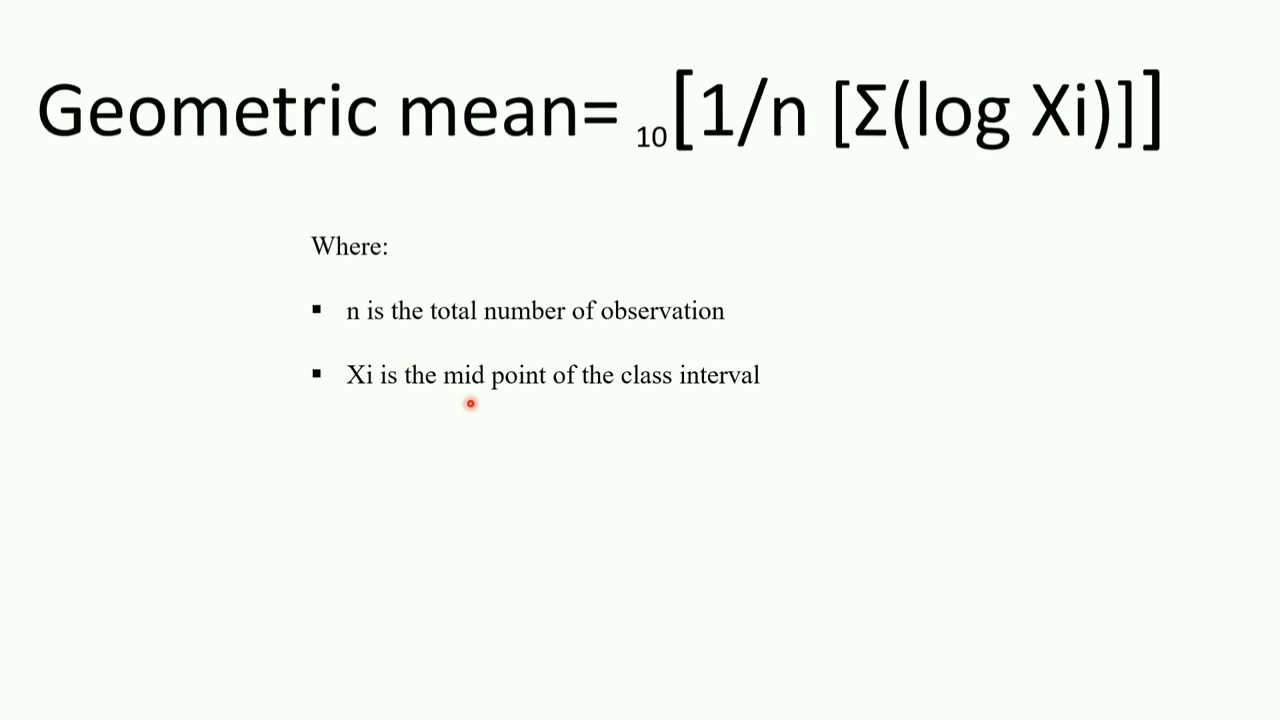 Geometric mean= 10[1/n [Σ(log Xi)]]
Where:
▪ n is the total number of observation
▪ Xi is the mid point of the class interval